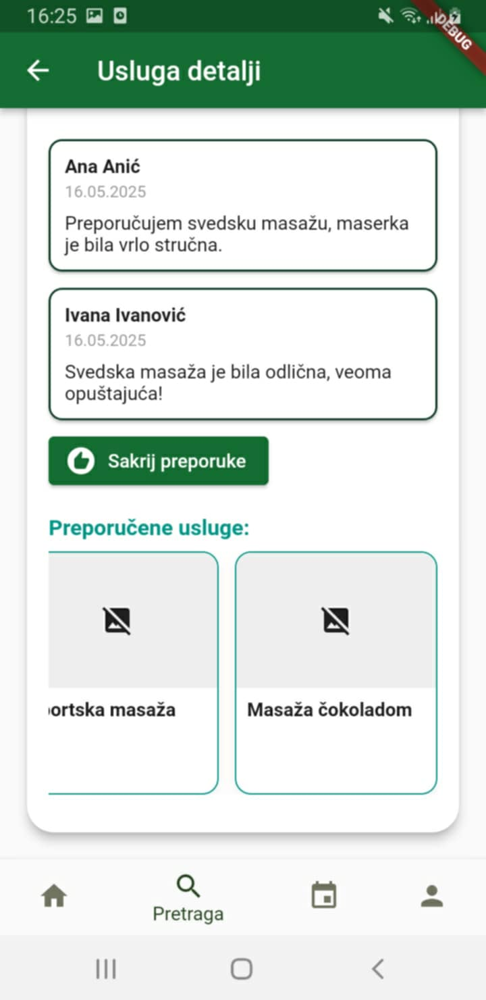 16:25
DEBUG
Usluga detalji
Ana Anić
16.05.2025
Preporučujem svedsku masažu, maserka
je bila vrlo stručna.
Ivana Ivanović
16.05.2025
Svedska masaža je bila odlična, veoma
opuštajuća!
Sakrij preporuke
Preporučene usluge:
ortska masaža
Masaža čokoladom
Pretraga